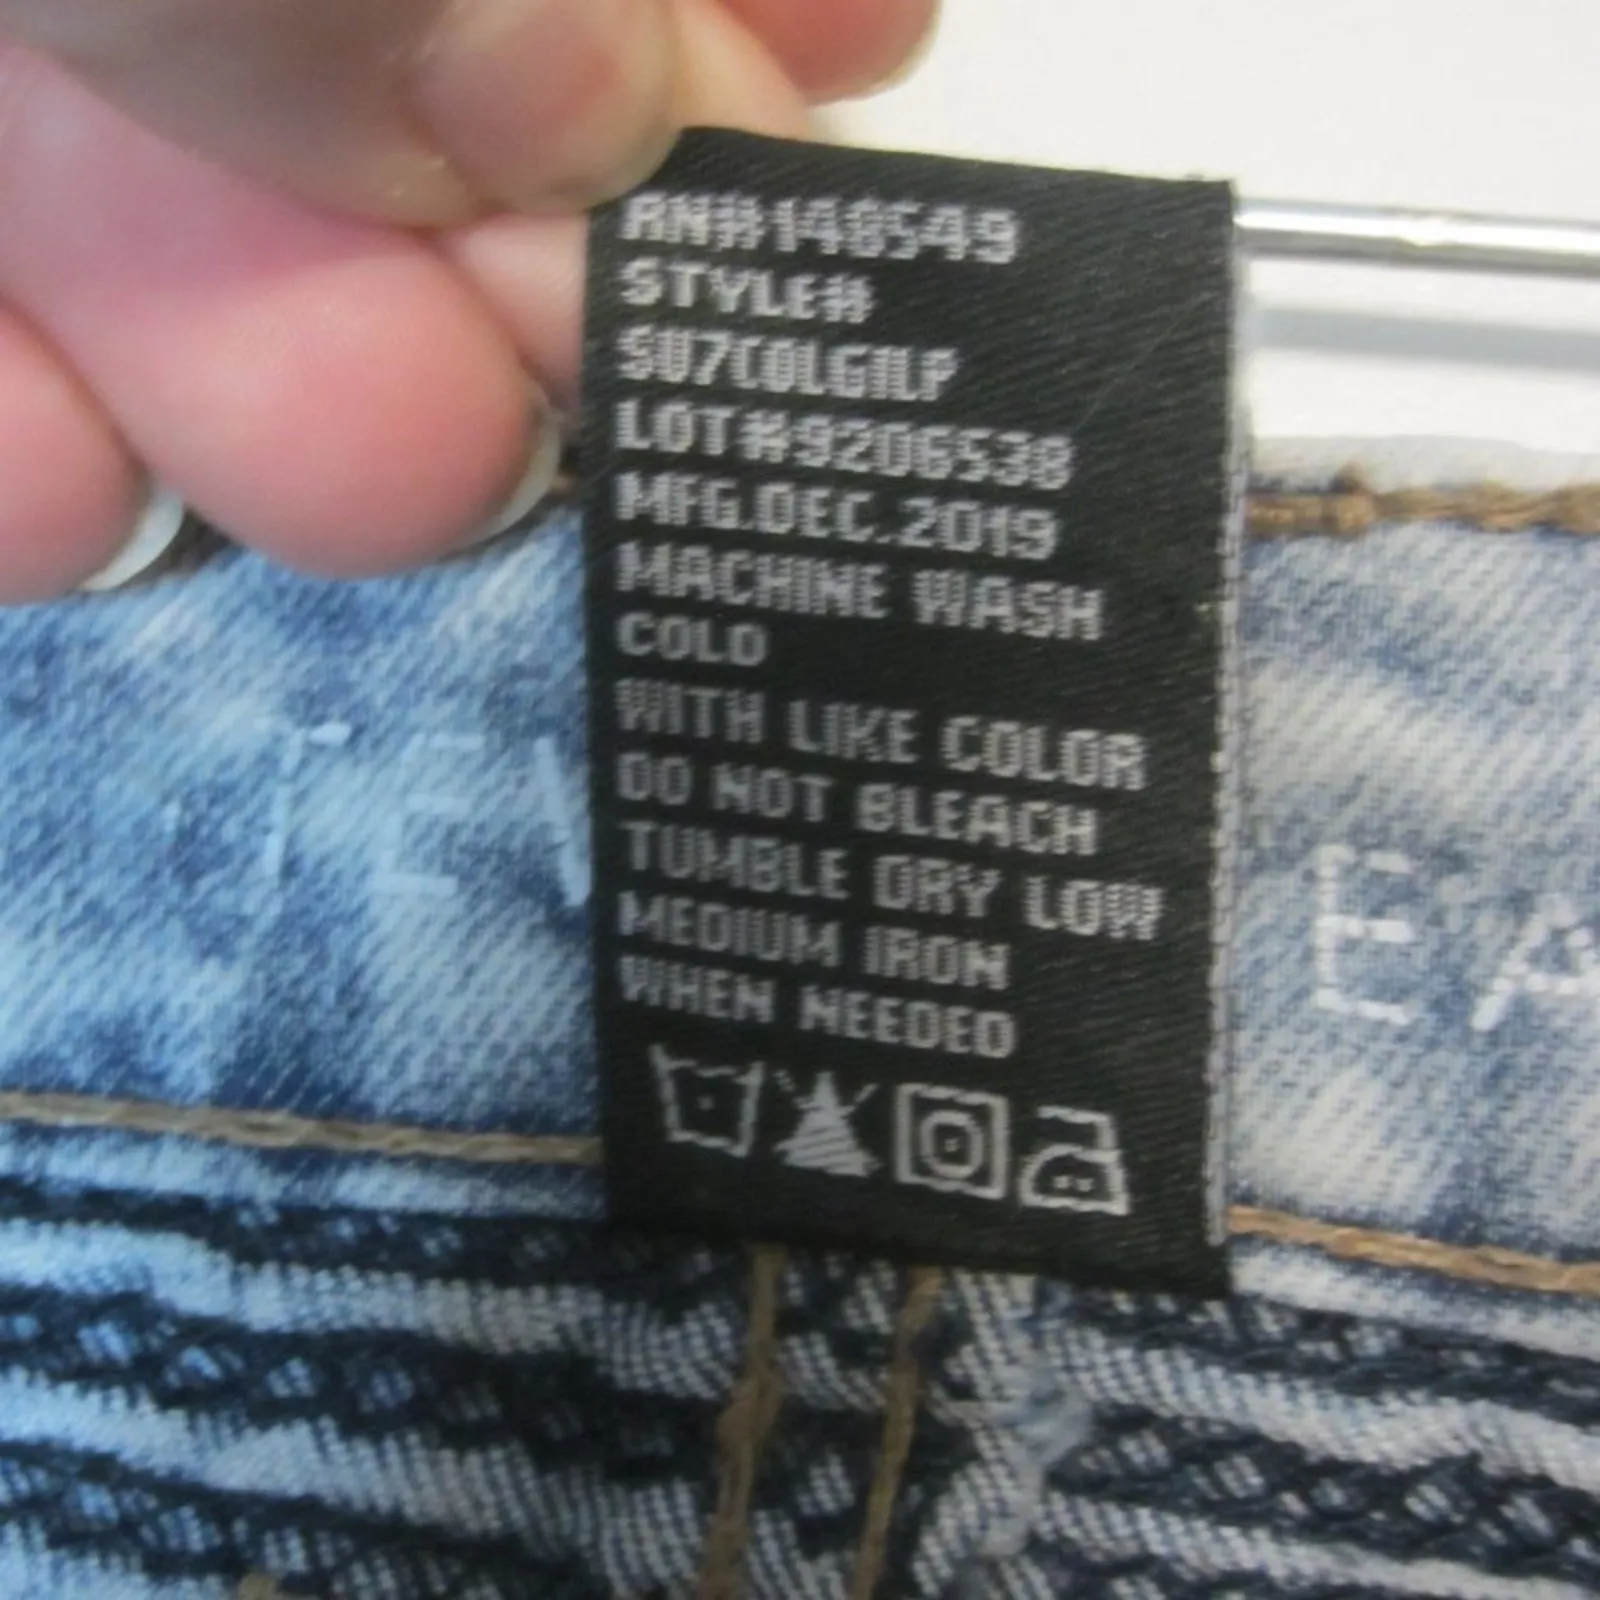 RN#148549
STYLE#
SU7COLGILP
LOT#9206538
MFG.DEC.2019
MACHINE WASH
COLD
WITH LIKE COLOR
DO NOT BLEACH
TUMBLE DRY LOW
MEDIUM IRON
WHEN NEEDED